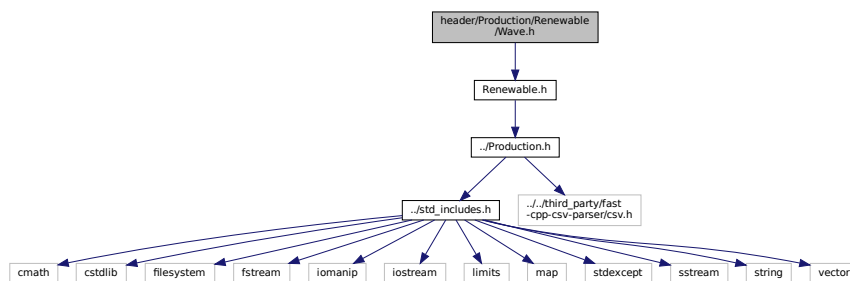 header/Production/Renewable
/Wave.h
Renewable.h
../Production.h
../std_includes.h
../../third_party/fast
-cpp-csv-parser/csv.h
cmath
cstdlib
filesystem
fstream
iomanip
iostream
limits
map
stdexcept
sstream
string
vector